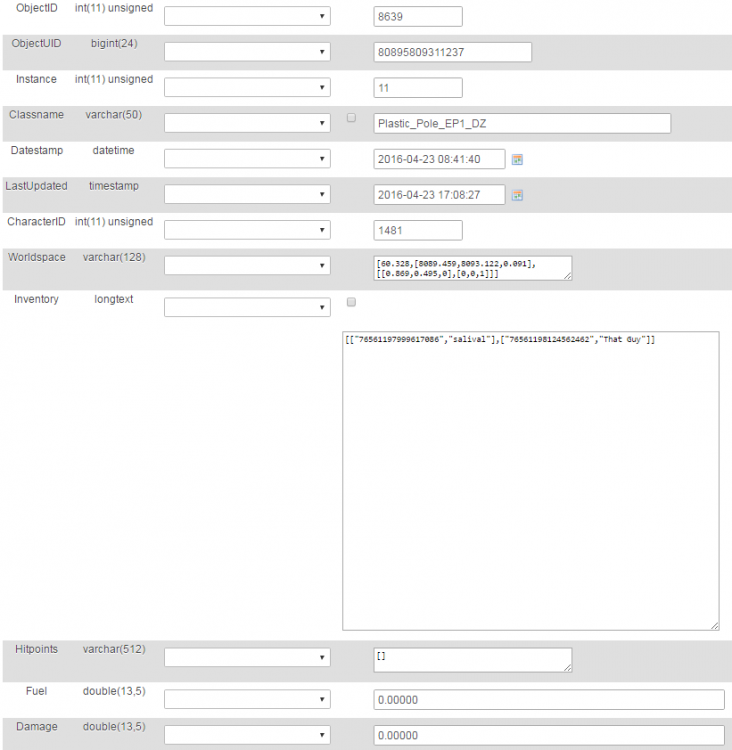 ObjectID int(11) unsigned 8639
ObjectUID bigint(24) 80895809311237
Instance int(11) unsigned 11
Classname varchar(50) Plastic_Pole_EP1_DZ
Datestamp datetime 2016-04-23 08:41:40
LastUpdated timestamp 2016-04-23 17:08:27
CharacterID int(11) unsigned 1481
Worldspace varchar(128) [60.328,[8089.459,8093.122,0.091],
[[0.869,0.495,0],[0,0,1]]]
Inventory longtext
[["76561197999617086","salival"],["76561198124562462","That Guy"]]
Hitpoints varchar(512) []
Fuel double(13,5) 0.00000
Damage double(13,5) 0.00000